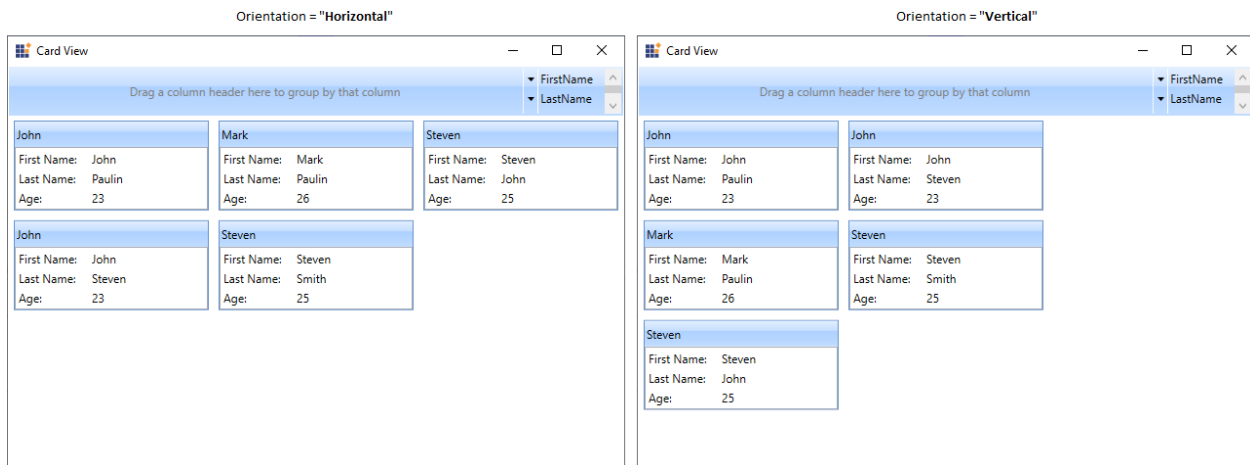 Orientation = "Horizontal"
Card View
Drag a column header here to group by that column
FirstName
LastName
John
First Name: John
Last Name: Paulin
Age: 23
Mark
First Name: Mark
Last Name: Paulin
Age: 26
Steven
First Name: Steven
Last Name: John
Age: 25
John
First Name: John
Last Name: Steven
Age: 23
Steven
First Name: Steven
Last Name: Smith
Age: 25
Orientation = "Vertical"
Card View
Drag a column header here to group by that column
FirstName
LastName
John
First Name: John
Last Name: Paulin
Age: 23
John
First Name: John
Last Name: Steven
Age: 23
Mark
First Name: Mark
Last Name: Paulin
Age: 26
Steven
First Name: Steven
Last Name: Smith
Age: 25
Steven
First Name: Steven
Last Name: John
Age: 25